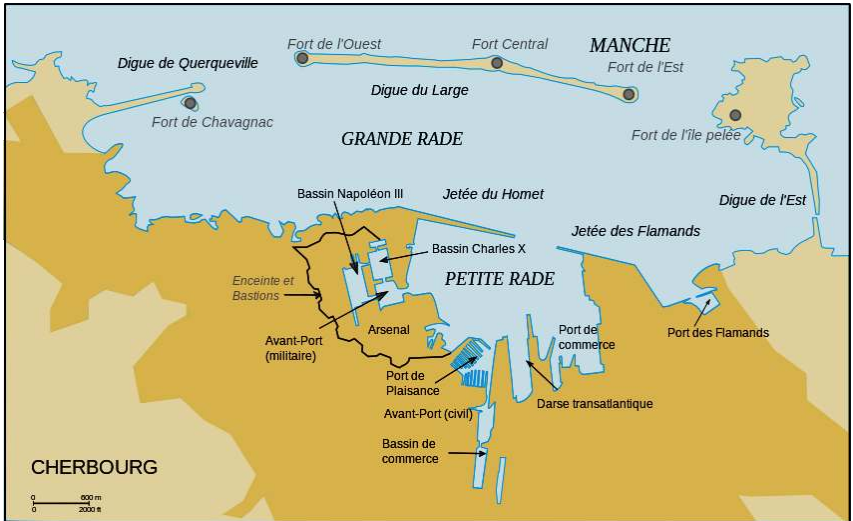 Fort de l'Ouest
Fort Central
MANCHE
Digue de Querqueville
Fort de l'Est
Digue du Large
Fort de Chavagnac
GRANDE RADE
Fort de l'île pelée
Bassin Napoléon III
Jetée du Homet
Digue de l'Est
Jetée des Flamands
Bassin Charles X
Enceinte et
Bastions
PETITE RADE
Avant-Port
(militaire)
Arsenal
Port de
commerce
Port des Flamands
Port de
Plaisance
Darse transatlantique
Avant-Port (civil)
Bassin de
commerce
CHERBOURG
0 600 m
0 2000 ft